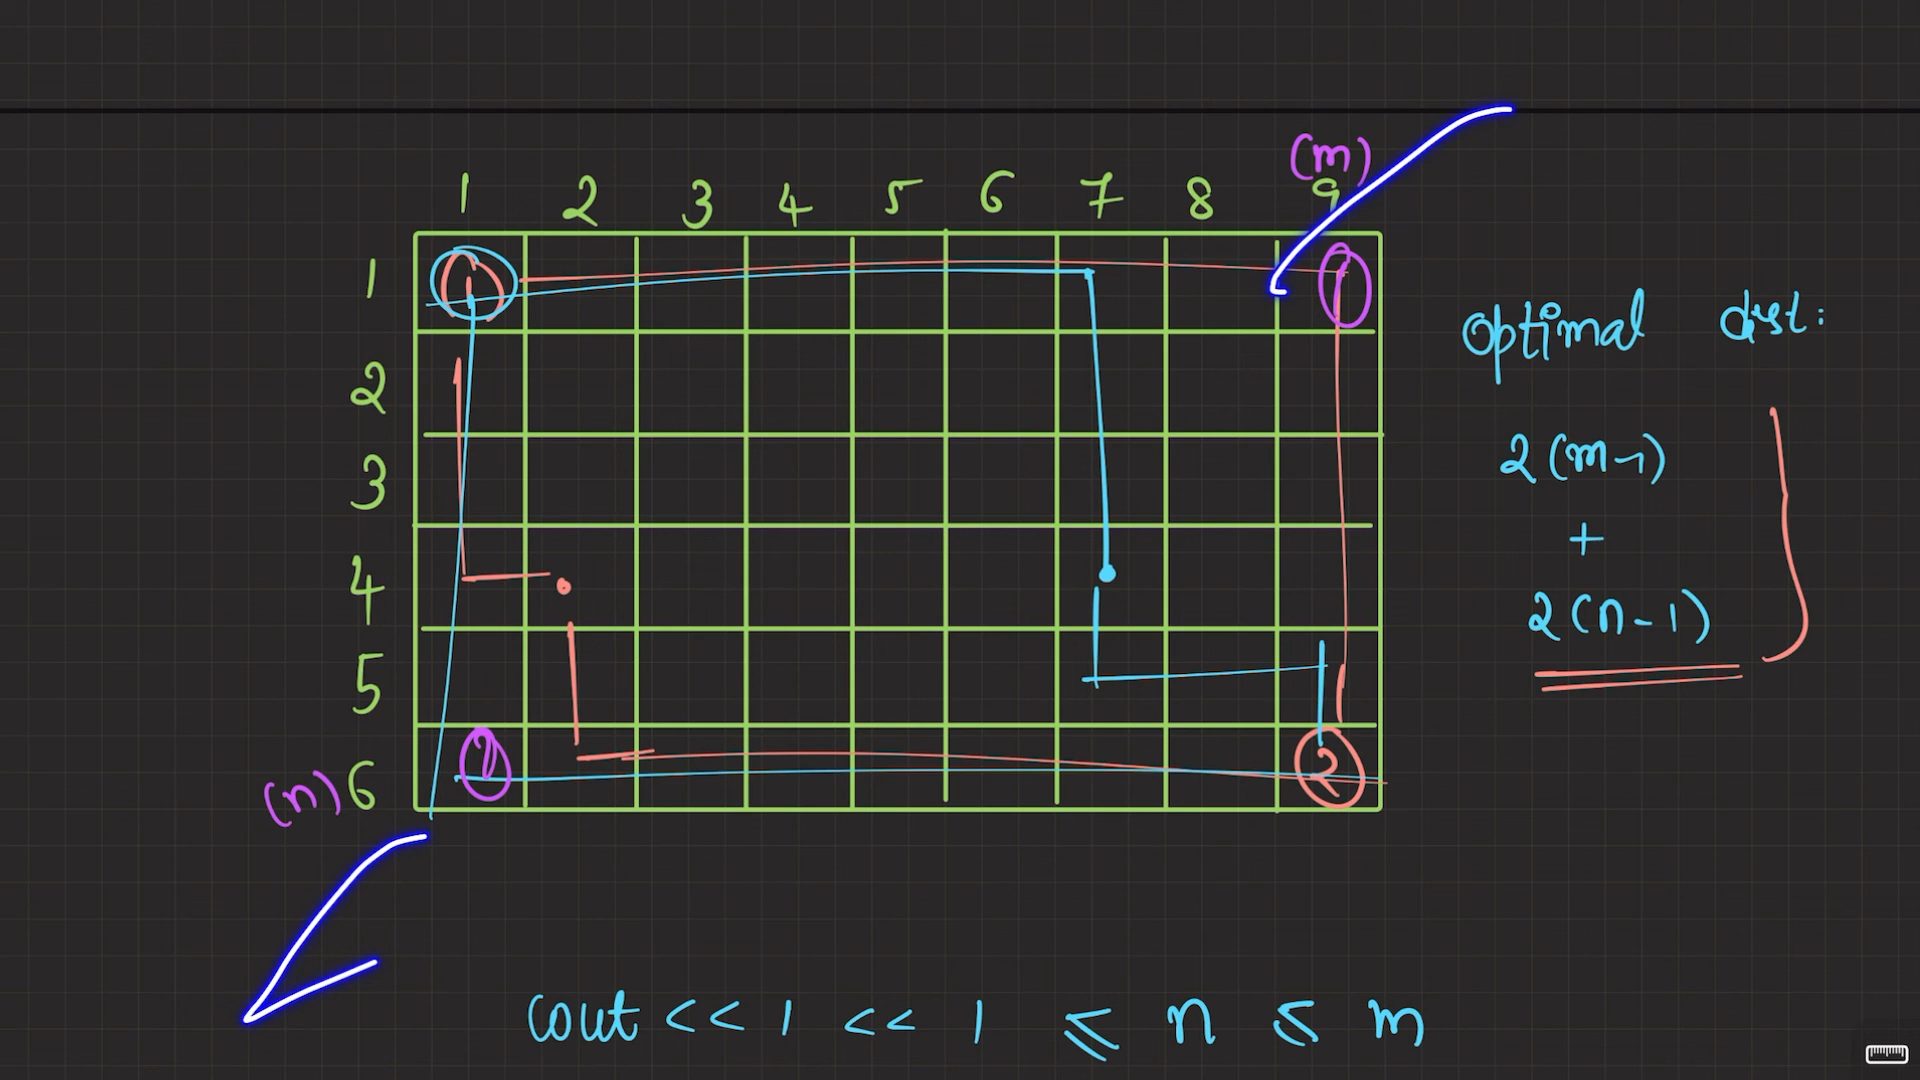 (m)
1 2 3 4 5 6 7 8 9
1 1 1
Optimal dist:
2
2(m-1)
3
+
4
2(n-1)
5
(n) 6 2 2
cout << 1 << 1 ≤ n ≤ m